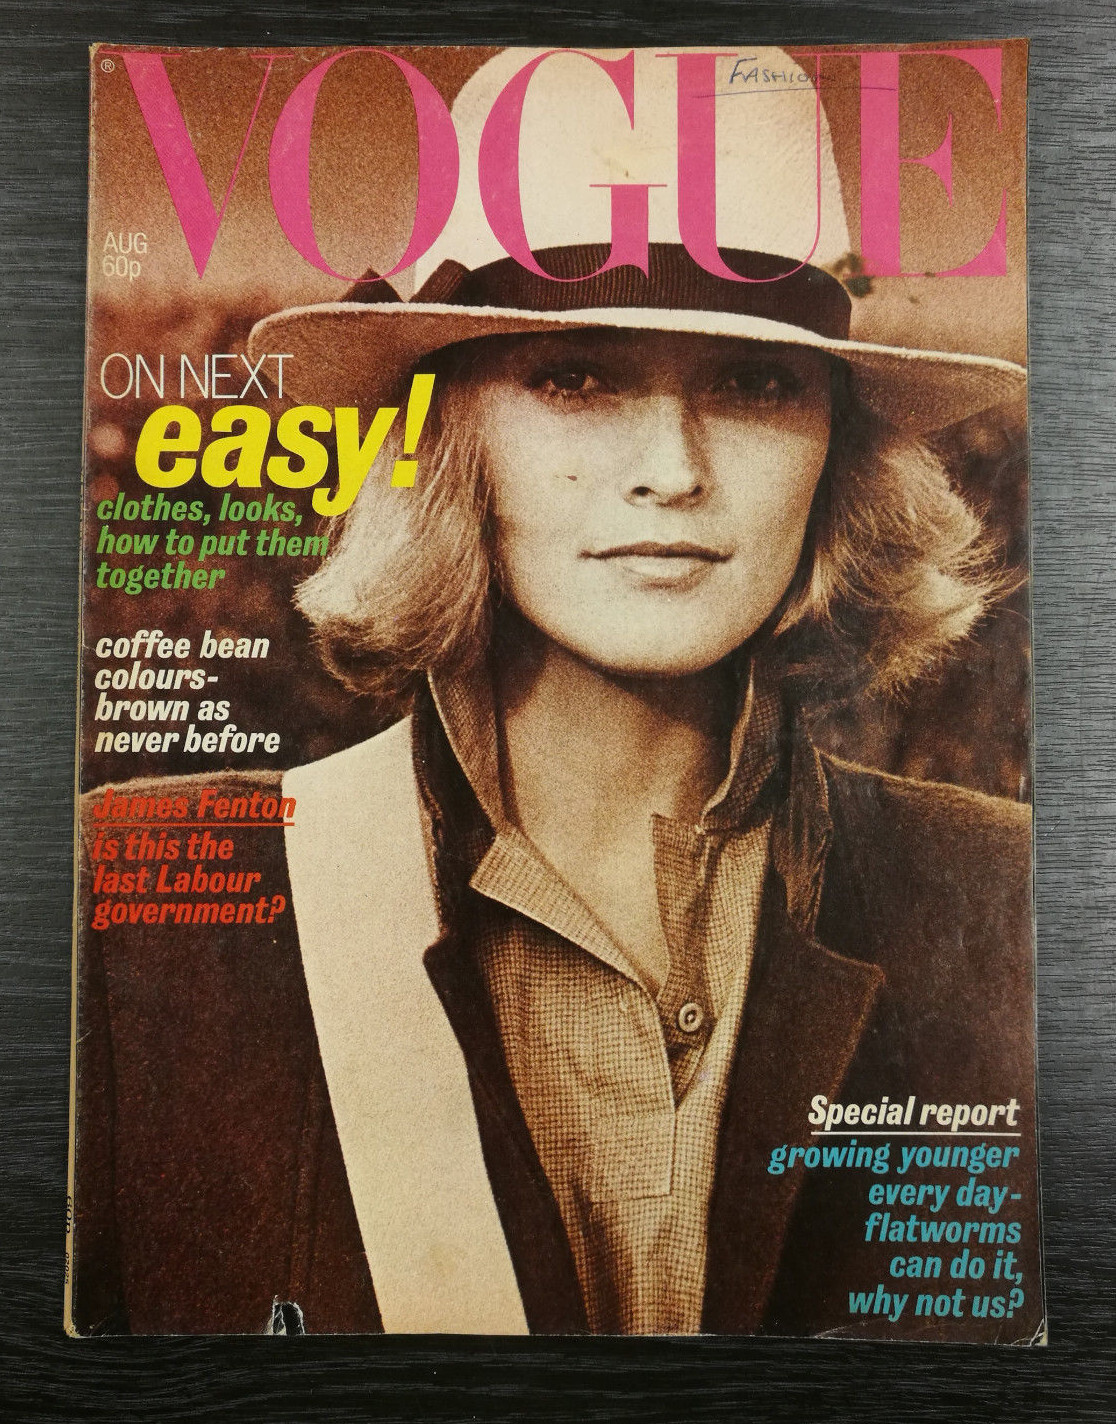 VOGUE
®
FASHION
AUG
60p
ON NEXT
easy!
clothes, looks,
how to put them
together
coffee bean
colours-
brown as
never before
James Fenton
is this the
last Labour
government?
Special report
growing younger
every day-
flatworms
can do it,
why not us?